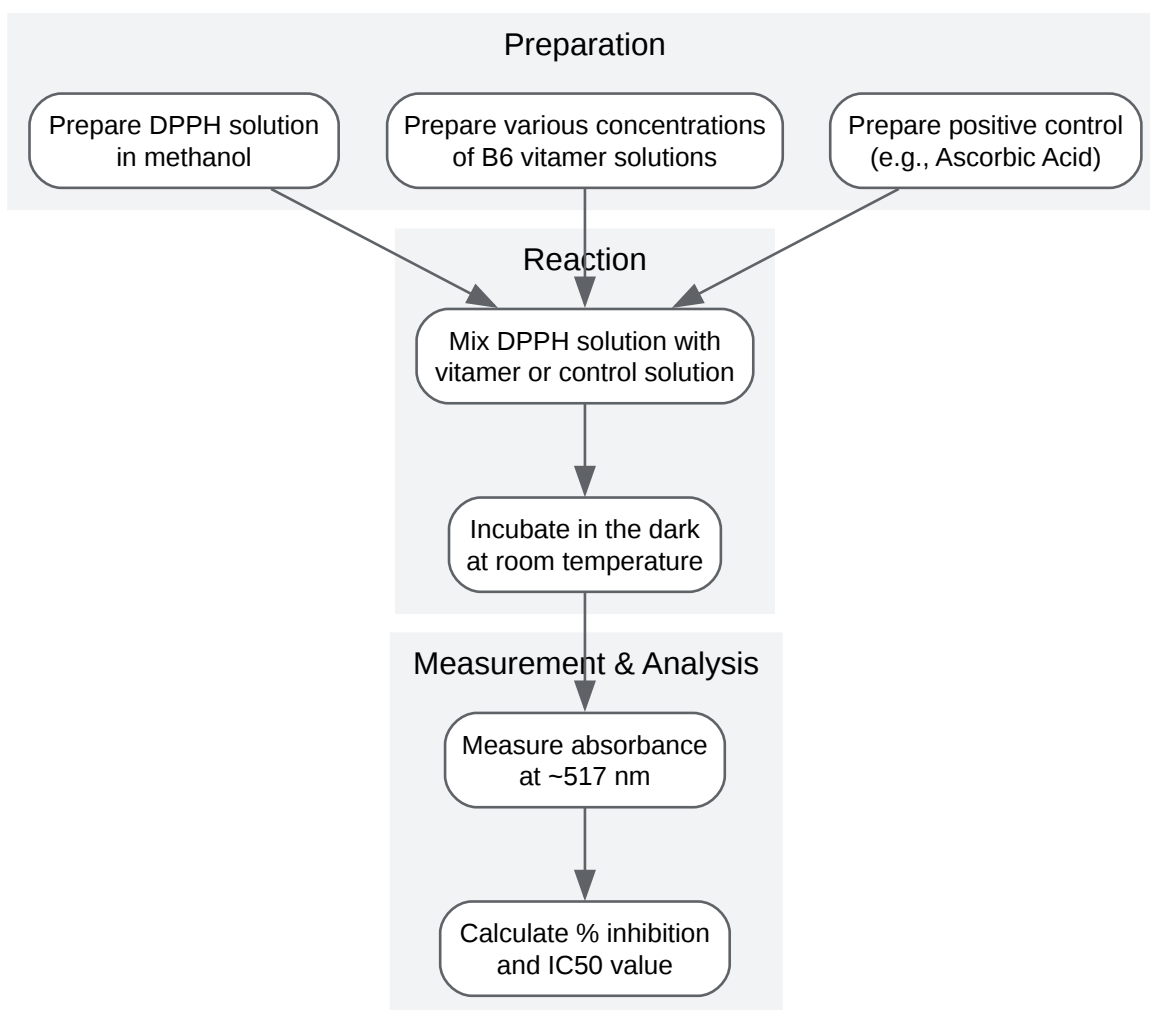 Preparation
Prepare DPPH solution
in methanol
Prepare various concentrations
of B6 vitamer solutions
Prepare positive control
(e.g., Ascorbic Acid)
Reaction
Mix DPPH solution with
vitamer or control solution
Incubate in the dark
at room temperature
Measurement & Analysis
Measure absorbance
at ~517 nm
Calculate % inhibition
and IC50 value